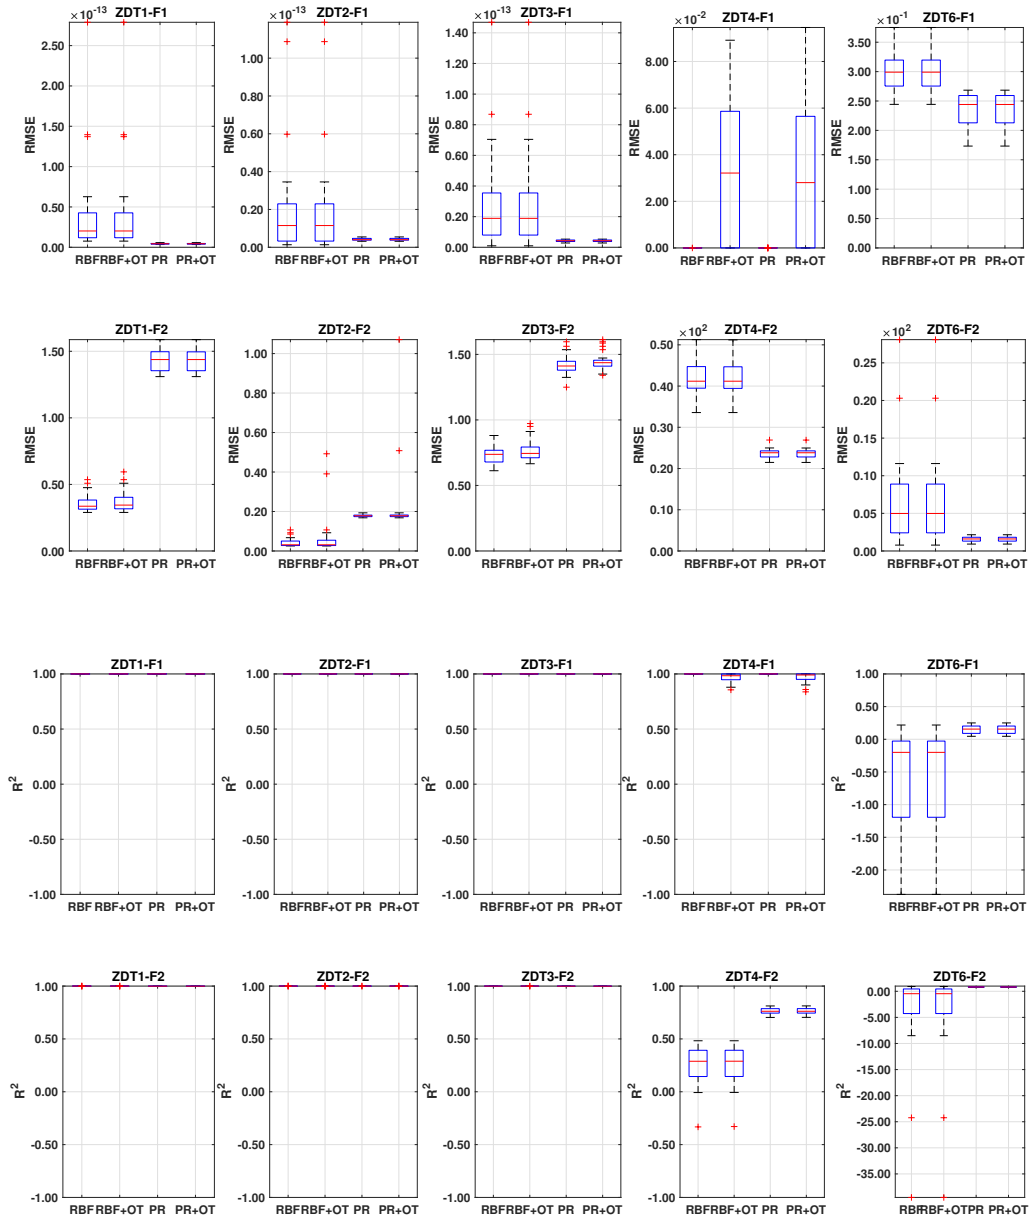 ZDT1-F1
×10⁻¹³
2.50
2.00
1.50
1.00
0.50
0.00
RMSE
RBF RBF+OT PR PR+OT
ZDT2-F1
×10⁻¹³
1.00
0.80
0.60
0.40
0.20
0.00
RMSE
RBF RBF+OT PR PR+OT
ZDT3-F1
×10⁻¹³
1.40
1.20
1.00
0.80
0.60
0.40
0.20
0.00
RMSE
RBF RBF+OT PR PR+OT
ZDT4-F1
×10⁻²
8.00
6.00
4.00
2.00
0.00
RMSE
RBF RBF+OT PR PR+OT
ZDT6-F1
×10⁻¹
3.50
3.00
2.50
2.00
1.50
1.00
0.50
0.00
RMSE
RBF RBF+OT PR PR+OT
ZDT1-F2
1.50
1.00
0.50
0.00
RMSE
RBF RBF+OT PR PR+OT
ZDT2-F2
1.00
0.80
0.60
0.40
0.20
0.00
RMSE
RBF RBF+OT PR PR+OT
ZDT3-F2
1.50
1.00
0.50
0.00
RMSE
RBF RBF+OT PR PR+OT
ZDT4-F2
×10²
0.50
0.40
0.30
0.20
0.10
0.00
RMSE
RBF RBF+OT PR PR+OT
ZDT6-F2
×10²
0.25
0.20
0.15
0.10
0.05
0.00
RMSE
RBF RBF+OT PR PR+OT
ZDT1-F1
1.00
0.50
0.00
-0.50
-1.00
R²
RBF RBF+OT PR PR+OT
ZDT2-F1
1.00
0.50
0.00
-0.50
-1.00
R²
RBF RBF+OT PR PR+OT
ZDT3-F1
1.00
0.50
0.00
-0.50
-1.00
R²
RBF RBF+OT PR PR+OT
ZDT4-F1
1.00
0.50
0.00
-0.50
-1.00
R²
RBF RBF+OT PR PR+OT
ZDT6-F1
1.00
0.50
0.00
-0.50
-1.00
-1.50
-2.00
R²
RBF RBF+OT PR PR+OT
ZDT1-F2
1.00
0.50
0.00
-0.50
-1.00
R²
RBF RBF+OT PR PR+OT
ZDT2-F2
1.00
0.50
0.00
-0.50
-1.00
R²
RBF RBF+OT PR PR+OT
ZDT3-F2
1.00
0.50
0.00
-0.50
-1.00
R²
RBF RBF+OT PR PR+OT
ZDT4-F2
1.00
0.50
0.00
-0.50
-1.00
R²
RBF RBF+OT PR PR+OT
ZDT6-F2
0.00
-5.00
-10.00
-15.00
-20.00
-25.00
-30.00
-35.00
R²
RBF RBF+OT PR PR+OT